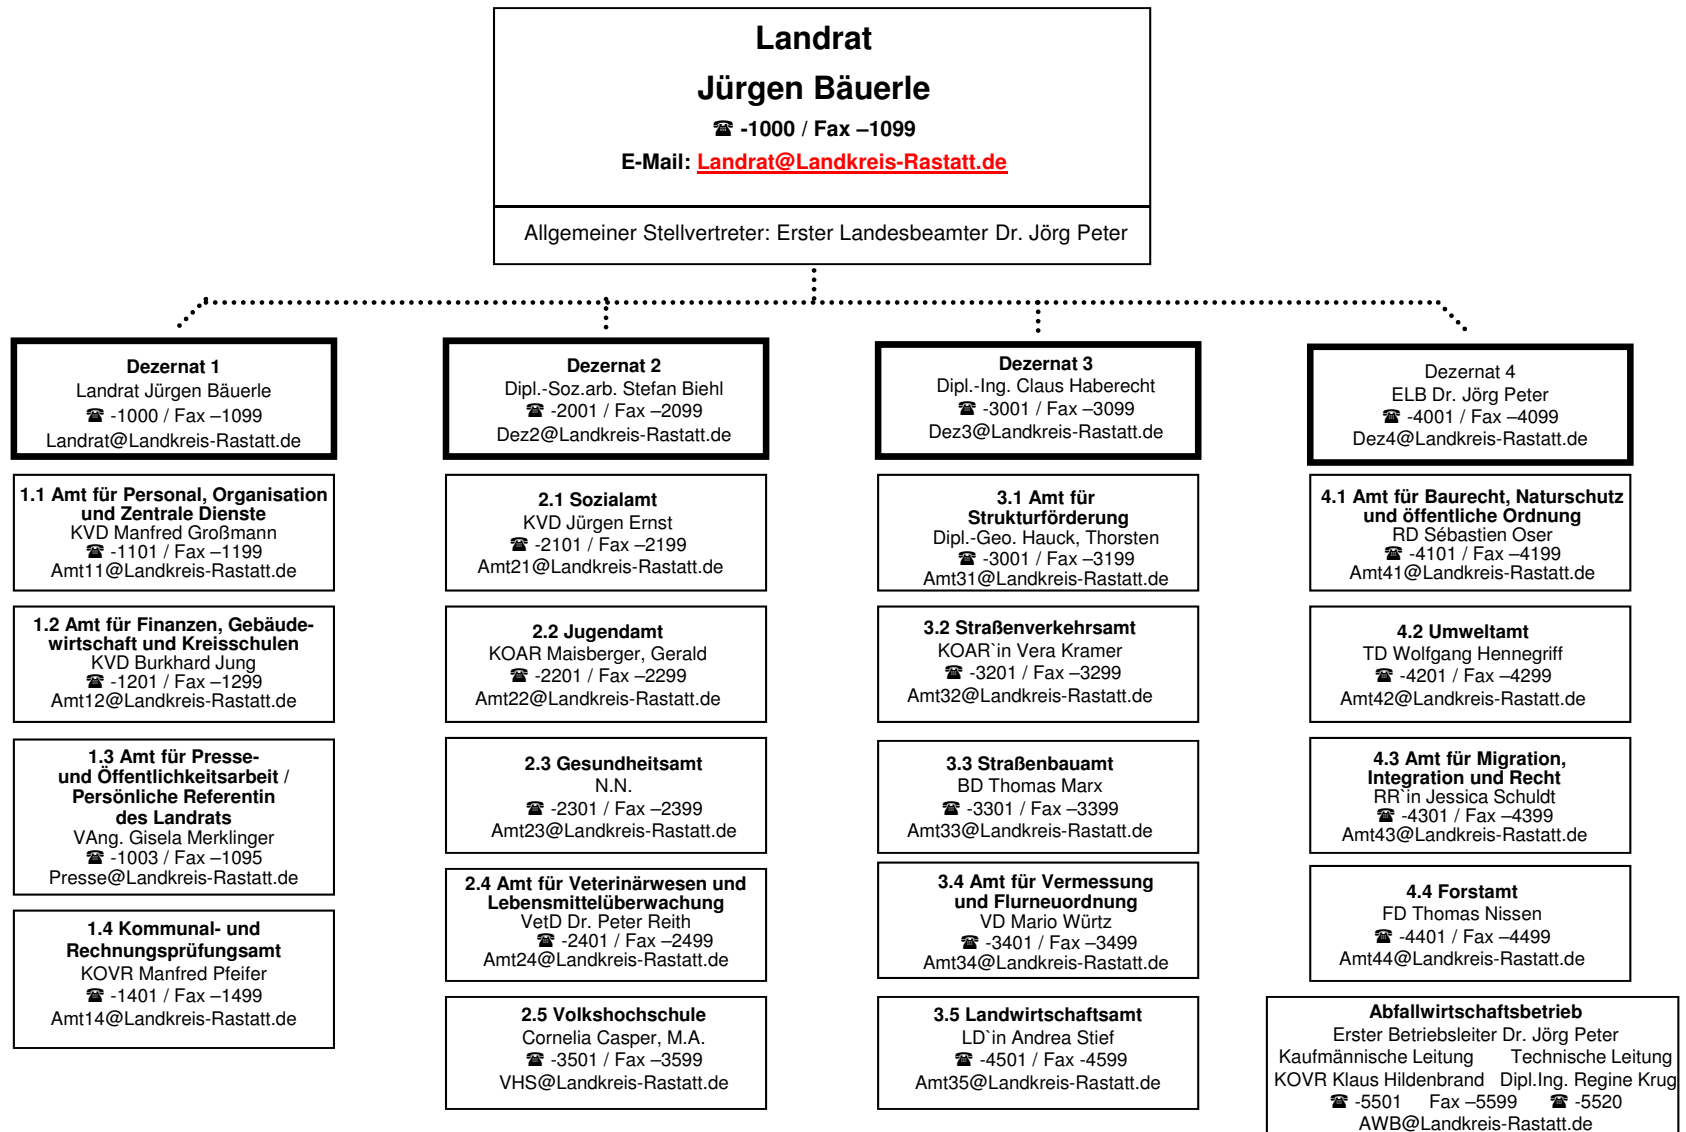 Landrat
Jürgen Bäuerle
☎ -1000 / Fax –1099
E-Mail: Landrat@Landkreis-Rastatt.de
Allgemeiner Stellvertreter: Erster Landesbeamter Dr. Jörg Peter
Dezernat 1
Landrat Jürgen Bäuerle
☎ -1000 / Fax –1099
Landrat@Landkreis-Rastatt.de
1.1 Amt für Personal, Organisation
und Zentrale Dienste
KVD Manfred Großmann
☎ -1101 / Fax –1199
Amt11@Landkreis-Rastatt.de
1.2 Amt für Finanzen, Gebäude-
wirtschaft und Kreisschulen
KVD Burkhard Jung
☎ -1201 / Fax –1299
Amt12@Landkreis-Rastatt.de
1.3 Amt für Presse-
und Öffentlichkeitsarbeit /
Persönliche Referentin
des Landrats
VAng. Gisela Merklinger
☎ -1003 / Fax –1095
Presse@Landkreis-Rastatt.de
1.4 Kommunal- und
Rechnungsprüfungsamt
KOVR Manfred Pfeifer
☎ -1401 / Fax –1499
Amt14@Landkreis-Rastatt.de
Dezernat 2
Dipl.-Soz.arb. Stefan Biehl
☎ -2001 / Fax –2099
Dez2@Landkreis-Rastatt.de
2.1 Sozialamt
KVD Jürgen Ernst
☎ -2101 / Fax –2199
Amt21@Landkreis-Rastatt.de
2.2 Jugendamt
KOAR Maisberger, Gerald
☎ -2201 / Fax –2299
Amt22@Landkreis-Rastatt.de
2.3 Gesundheitsamt
N.N.
☎ -2301 / Fax –2399
Amt23@Landkreis-Rastatt.de
2.4 Amt für Veterinärwesen und
Lebensmittelüberwachung
VetD Dr. Peter Reith
☎ -2401 / Fax –2499
Amt24@Landkreis-Rastatt.de
2.5 Volkshochschule
Cornelia Casper, M.A.
☎ -3501 / Fax –3599
VHS@Landkreis-Rastatt.de
Dezernat 3
Dipl.-Ing. Claus Haberecht
☎ -3001 / Fax –3099
Dez3@Landkreis-Rastatt.de
3.1 Amt für
Strukturförderung
Dipl.-Geo. Hauck, Thorsten
☎ -3001 / Fax –3199
Amt31@Landkreis-Rastatt.de
3.2 Straßenverkehrsamt
KOAR`in Vera Kramer
☎ -3201 / Fax –3299
Amt32@Landkreis-Rastatt.de
3.3 Straßenbauamt
BD Thomas Marx
☎ -3301 / Fax –3399
Amt33@Landkreis-Rastatt.de
3.4 Amt für Vermessung
und Flurneuordnung
VD Mario Würtz
☎ -3401 / Fax –3499
Amt34@Landkreis-Rastatt.de
3.5 Landwirtschaftsamt
LD`in Andrea Stief
☎ -4501 / Fax -4599
Amt35@Landkreis-Rastatt.de
Dezernat 4
ELB Dr. Jörg Peter
☎ -4001 / Fax –4099
Dez4@Landkreis-Rastatt.de
4.1 Amt für Baurecht, Naturschutz
und öffentliche Ordnung
RD Sébastien Oser
☎ -4101 / Fax –4199
Amt41@Landkreis-Rastatt.de
4.2 Umweltamt
TD Wolfgang Hennegriff
☎ -4201 / Fax –4299
Amt42@Landkreis-Rastatt.de
4.3 Amt für Migration,
Integration und Recht
RR`in Jessica Schuldt
☎ -4301 / Fax –4399
Amt43@Landkreis-Rastatt.de
4.4 Forstamt
FD Thomas Nissen
☎ -4401 / Fax –4499
Amt44@Landkreis-Rastatt.de
Abfallwirtschaftsbetrieb
Erster Betriebsleiter Dr. Jörg Peter
Kaufmännische Leitung Technische Leitung
KOVR Klaus Hildenbrand Dipl.Ing. Regine Krug
☎ -5501 Fax –5599 ☎ -5520
AWB@Landkreis-Rastatt.de